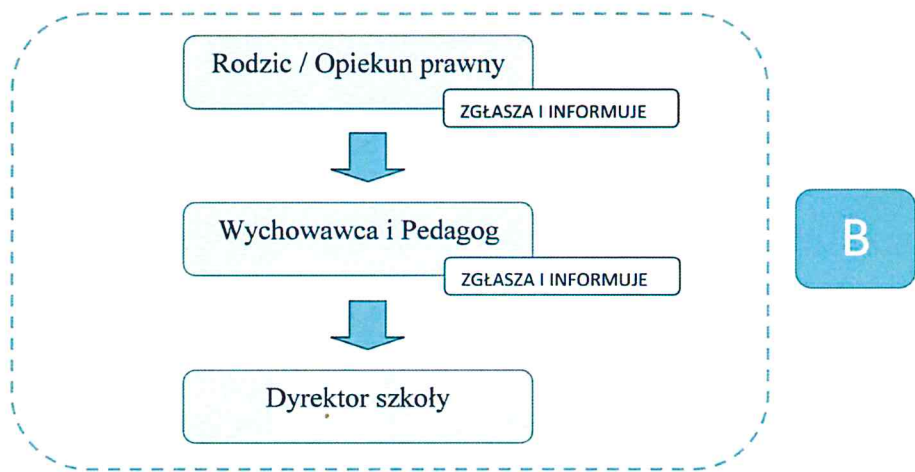 Rodzic / Opiekun prawny
ZGŁASZA I INFORMUJE
Wychowawca i Pedagog
ZGŁASZA I INFORMUJE
B
Dyrektor szkoły